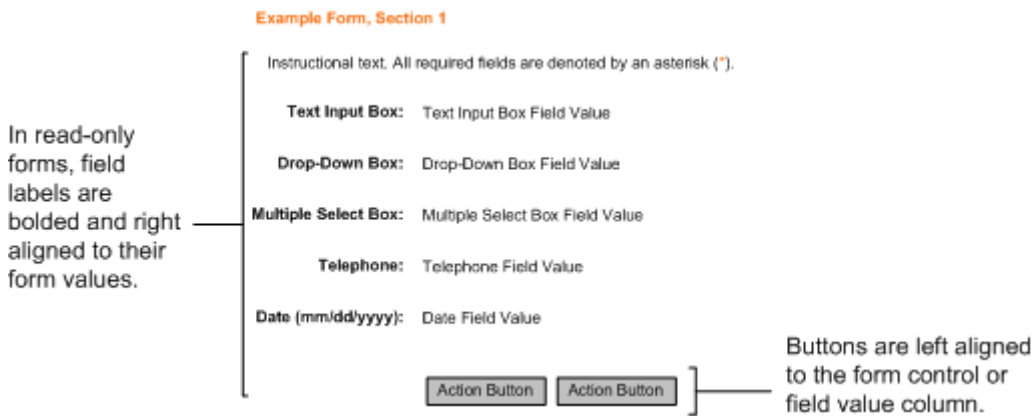 Example Form, Section 1
Instructional text. All required fields are denoted by an asterisk (*).
Text Input Box: Text Input Box Field Value
Drop-Down Box: Drop-Down Box Field Value
Multiple Select Box: Multiple Select Box Field Value
Telephone: Telephone Field Value
Date (mm/dd/yyyy): Date Field Value
Action Button Action Button
In read-only
forms, field
labels are
bolded and right
aligned to their
form values.
Buttons are left aligned
to the form control or
field value column.